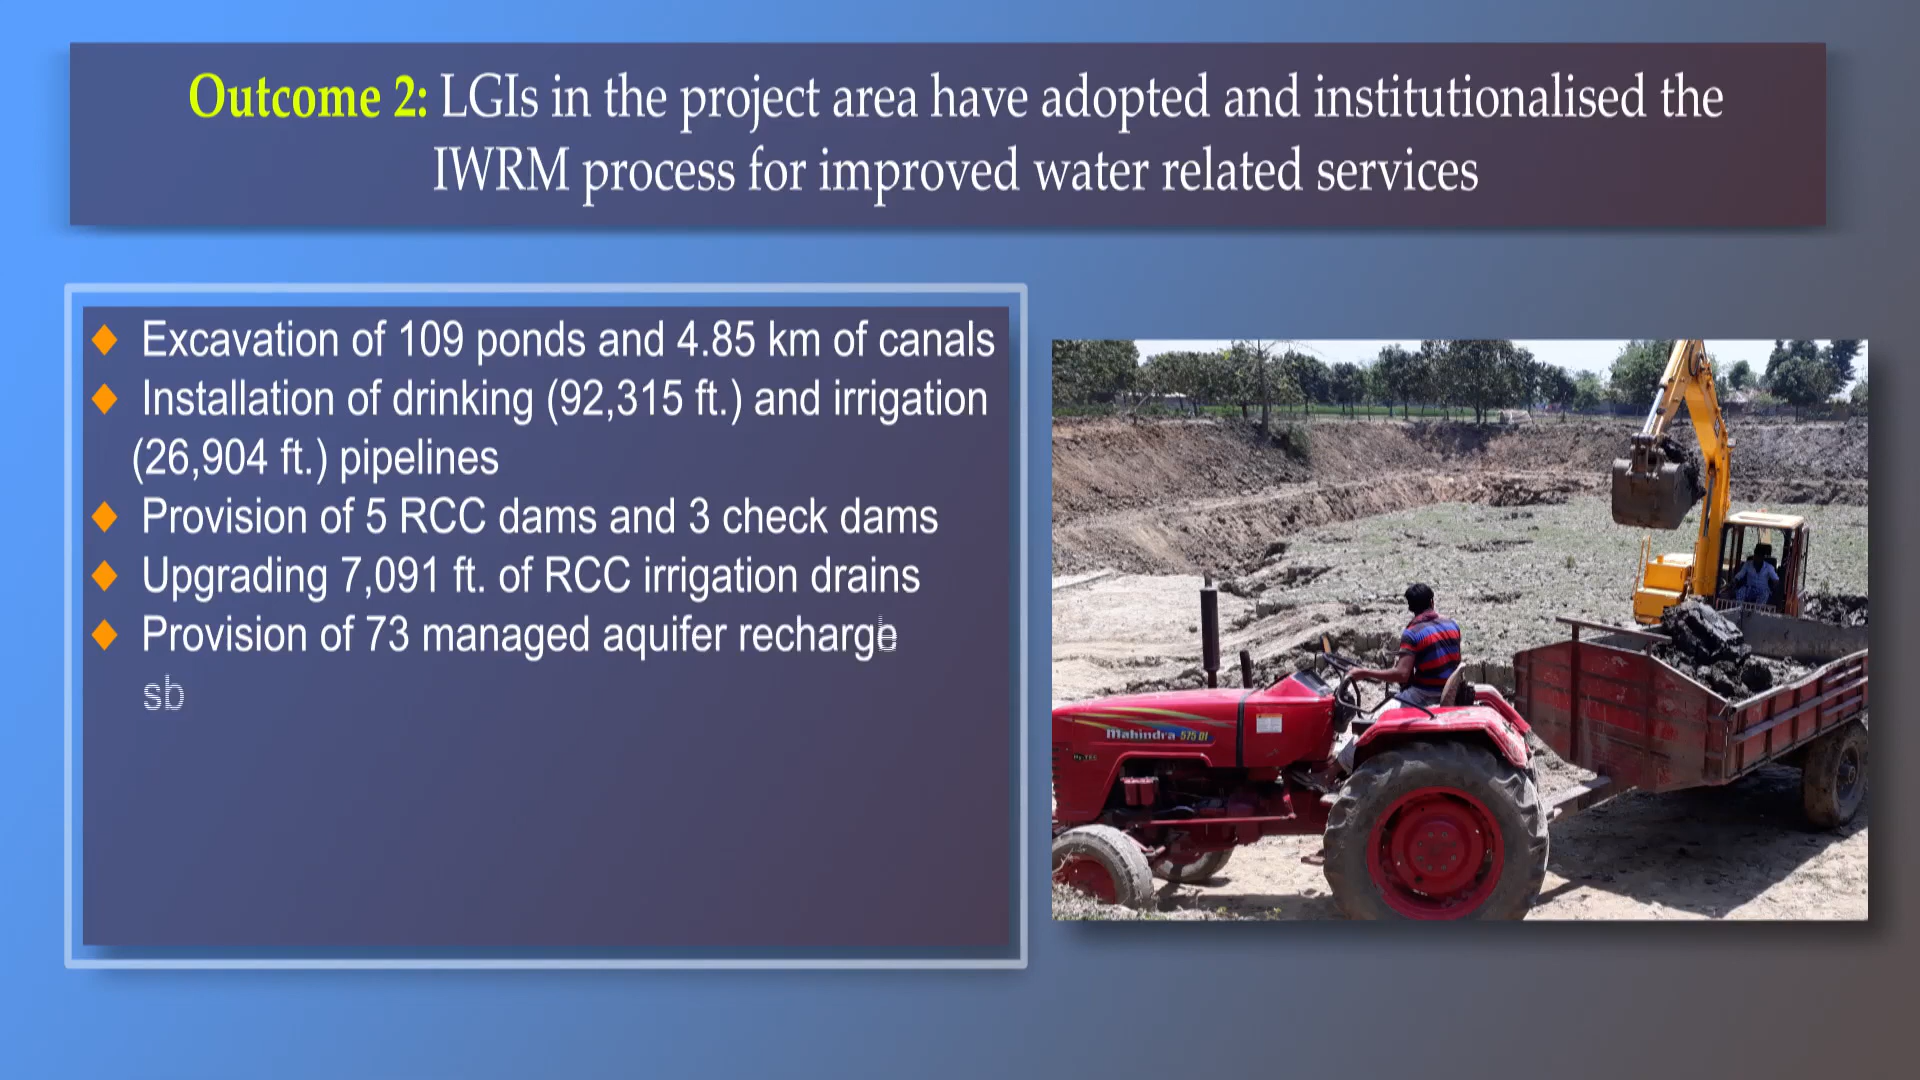 Outcome 2: LGIs in the project area have adopted and institutionalised the
IWRM process for improved water related services
Excavation of 109 ponds and 4.85 km of canals
Installation of drinking (92,315 ft.) and irrigation
(26,904 ft.) pipelines
Provision of 5 RCC dams and 3 check dams
Upgrading 7,091 ft. of RCC irrigation drains
Provision of 73 managed aquifer recharge
Mahindra 575 DI